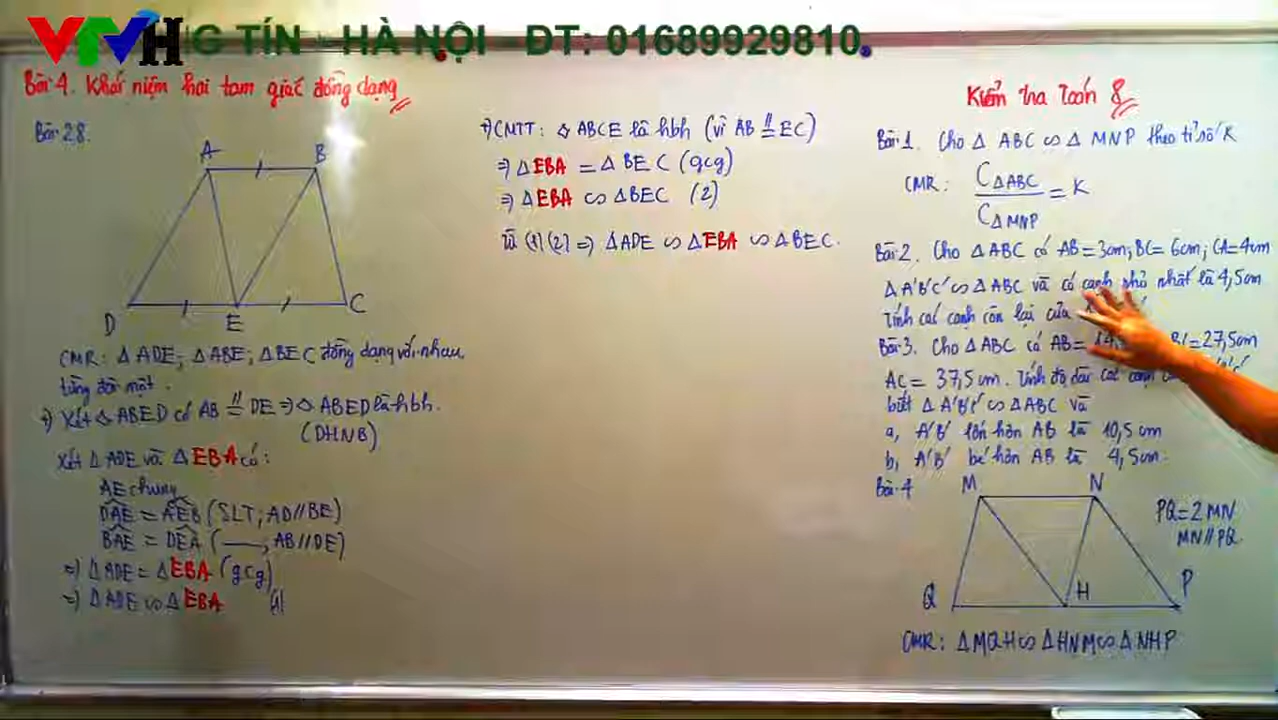 VTVH
G TÍN - HÀ NỘI - ĐT: 01689929810.
Bài 4. Khái niệm hai tam giác đồng dạng
Bài 28.
A B
D E C
CMR: Δ ADE; Δ ABE; Δ BEC đồng dạng với nhau
từng đôi một.
+) Xét ABED có AB // = DE => ABED là hbh.
(DHNB)
Xét Δ ADE và Δ EBA có:
AE chung
DAE = AEB (SLT; AD//BE)
BAE = DEA ( —— ; AB//DE)
=> Δ ADE = Δ EBA (gcg)
=> Δ ADE ∽ Δ EBA (1)
+) CMTT: ABCE là hbh (vì AB // = EC)
=> Δ EBA = Δ BEC (gcg)
=> Δ EBA ∽ Δ BEC (2)
Từ (1) (2) => Δ ADE ∽ Δ EBA ∽ Δ BEC.
Kiểm tra Toán 8
Bài 1. Cho Δ ABC ∽ Δ MNP theo tỉ số K
CMR: C ΔABC / C ΔMNP = K
Bài 2. Cho Δ ABC có AB = 3cm; BC = 6cm; CA = 4cm
Δ A'B'C' ∽ Δ ABC và có cạnh nhỏ nhất là 4,5cm
Tính các cạnh còn lại của
Bài 3. Cho Δ ABC có AB = = 27,5cm
AC = 37,5cm. Tính độ dài các cạnh
biết Δ A'B'C' ∽ Δ ABC và
a, A'B' lớn hơn AB là 10,5cm
b, A'B' bé hơn AB là 4,5cm.
Bài 4
M N
PQ = 2 MN
MN // PQ
Q H P
CMR: Δ MQH ∽ Δ HNM ∽ Δ NHP